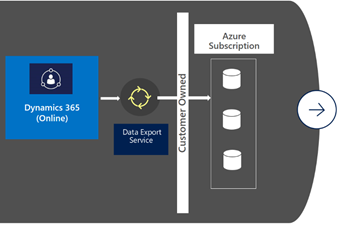 Azure
Subscription
Dynamics 365
(Online)
Data Export
Service
Customer Owned